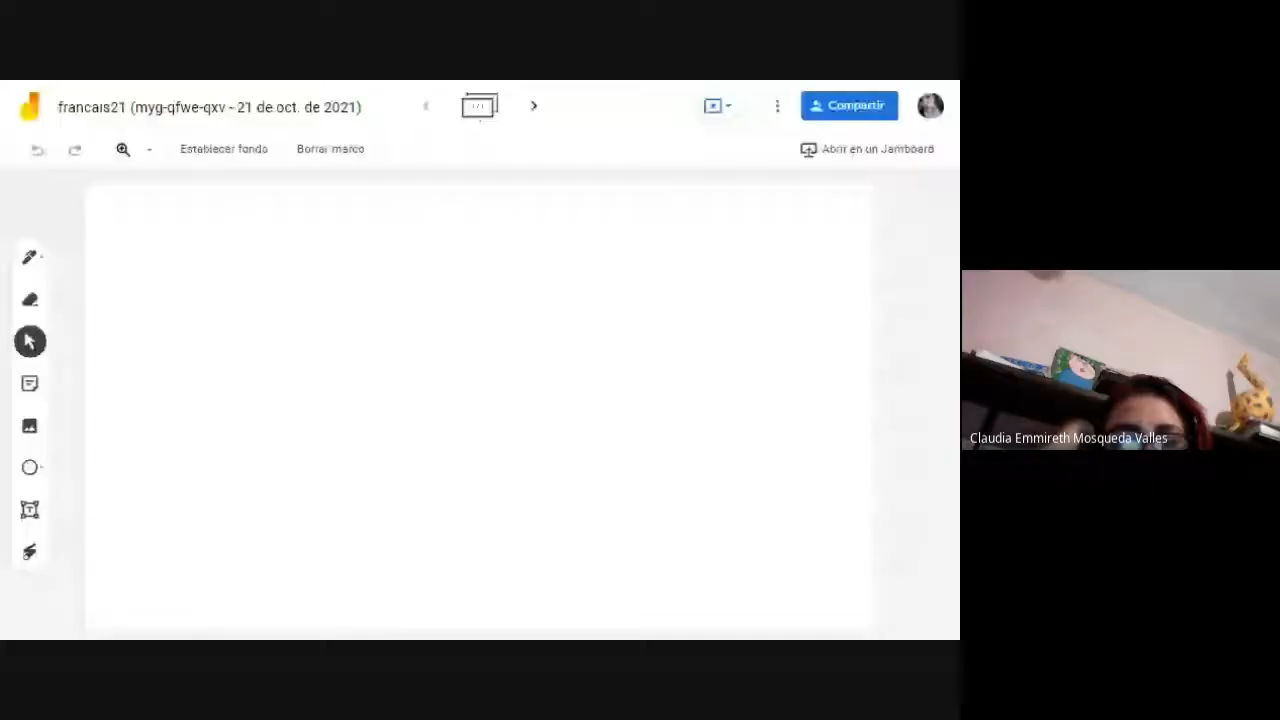 francais21 (myg-qfwe-qxv - 21 de oct. de 2021)
Compartir
Establecer fondo
Borrar marco
Abrir en un Jamboard
Claudia Emmireth Mosqueda Valles